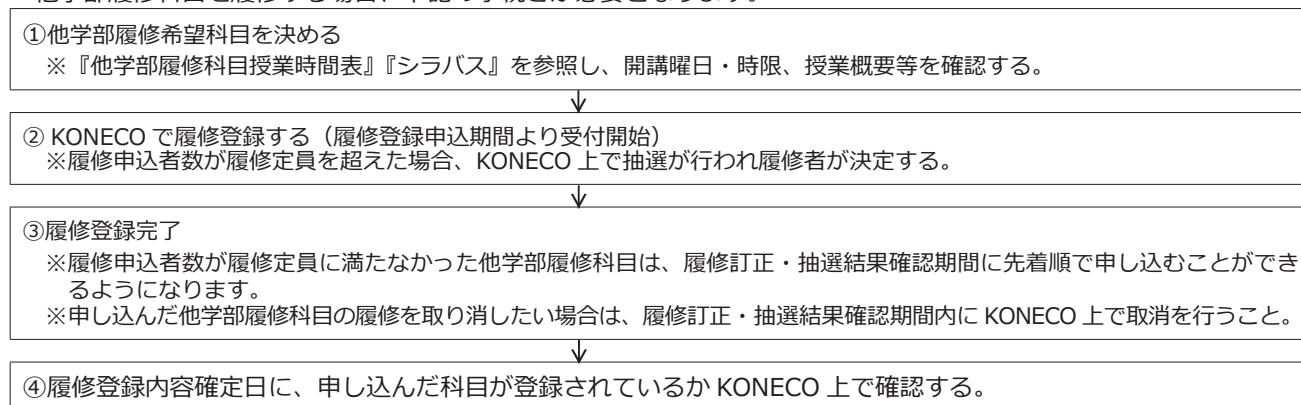 他学部履修科目を履修する場合、下記の手続きが必要となります。
①他学部履修希望科目を決める
※『他学部履修科目授業時間表』『シラバス』を参照し、開講曜日・時限、授業概要等を確認する。
② KONECO で履修登録する（履修登録申込期間より受付開始）
※履修申込者数が履修定員を超えた場合、KONECO 上で抽選が行われ履修者が決定する。
③履修登録完了
※履修申込者数が履修定員に満たなかった他学部履修科目は、履修訂正・抽選結果確認期間に先着順で申し込むことができ
るようになります。
※申し込んだ他学部履修科目の履修を取り消したい場合は、履修訂正・抽選結果確認期間内に KONECO 上で取消を行うこと。
④履修登録内容確定日に、申し込んだ科目が登録されているか KONECO 上で確認する。